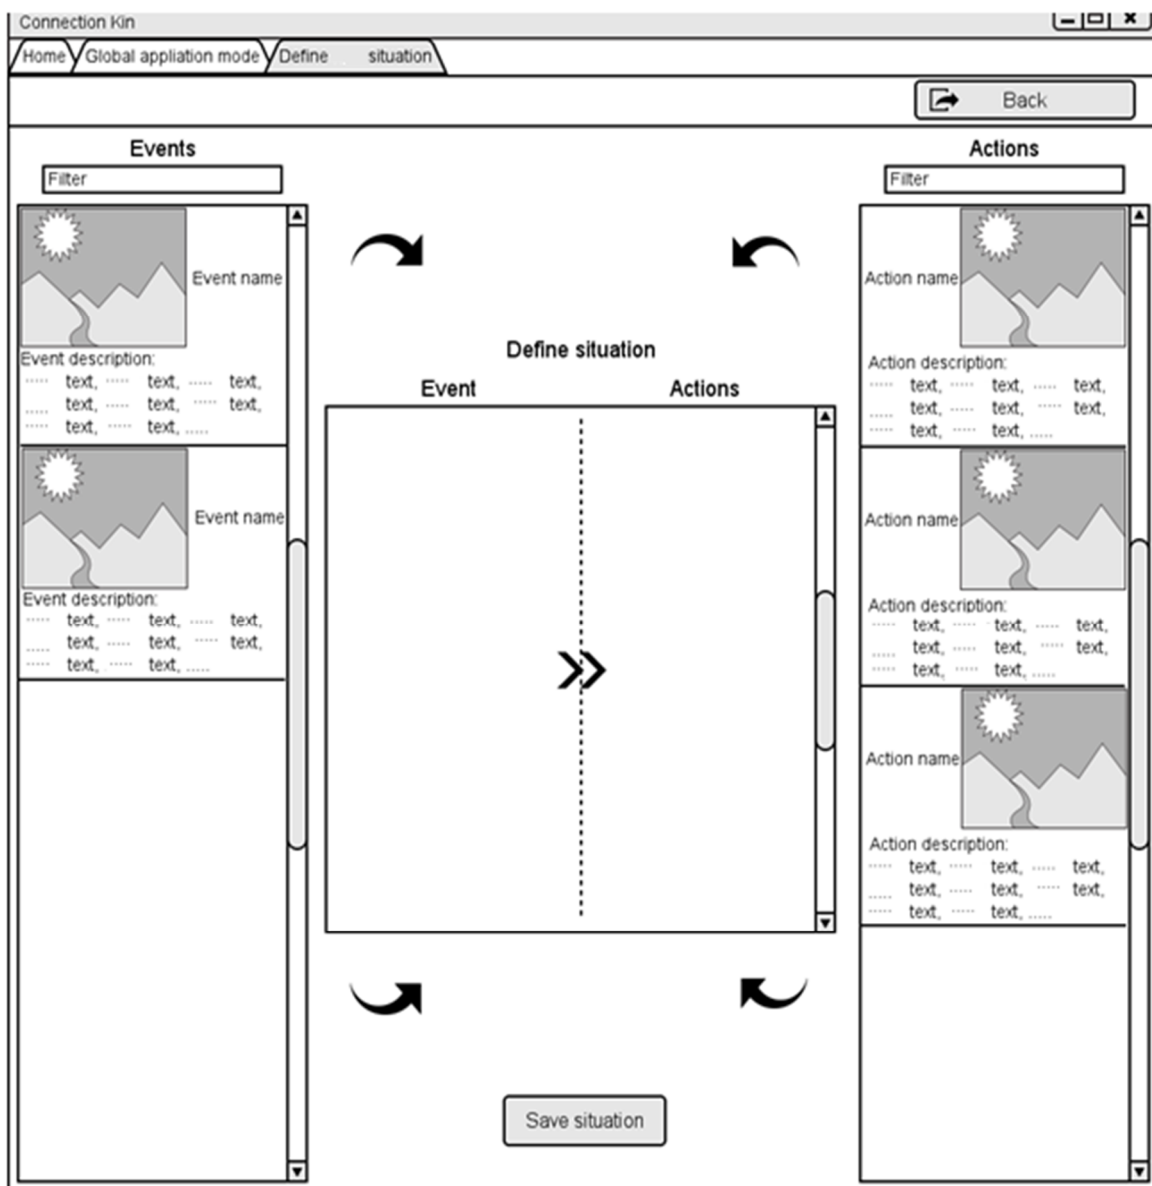 Connection Kin
Home
Global appliation mode
Define situation
Back
Events
Filter
Event name
Event description:
..... text, ..... text, ..... text,
..... text, ..... text, ..... text,
..... text, ..... text, .....
Event name
Event description:
..... text, ..... text, ..... text,
..... text, ..... text, ..... text,
..... text, ..... text, .....
Define situation
Event
Actions
Save situation
Actions
Filter
Action name
Action description:
..... text, ..... text, ..... text,
..... text, ..... text, ..... text,
..... text, ..... text, .....
Action name
Action description:
..... text, ..... text, ..... text,
..... text, ..... text, ..... text,
..... text, ..... text, .....
Action name
Action description:
..... text, ..... text, ..... text,
..... text, ..... text, ..... text,
..... text, ..... text, .....